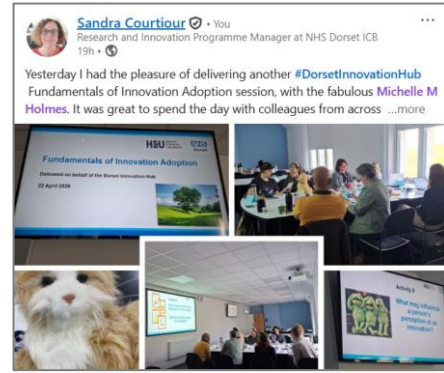 Sandra Courtiour • You
Research and Innovation Programme Manager at NHS Dorset ICB
19h •
Yesterday I had the pleasure of delivering another #DorsetInnovationHub
Fundamentals of Innovation Adoption session, with the fabulous Michelle M
Holmes. It was great to spend the day with colleagues from across ...more
HSU
NHS
Dorset
Fundamentals of Innovation Adoption
Delivered on behalf of the Dorset Innovation Hub
22 April 2026
Activity 6
What may influence
a person's
perception of an
innovation?